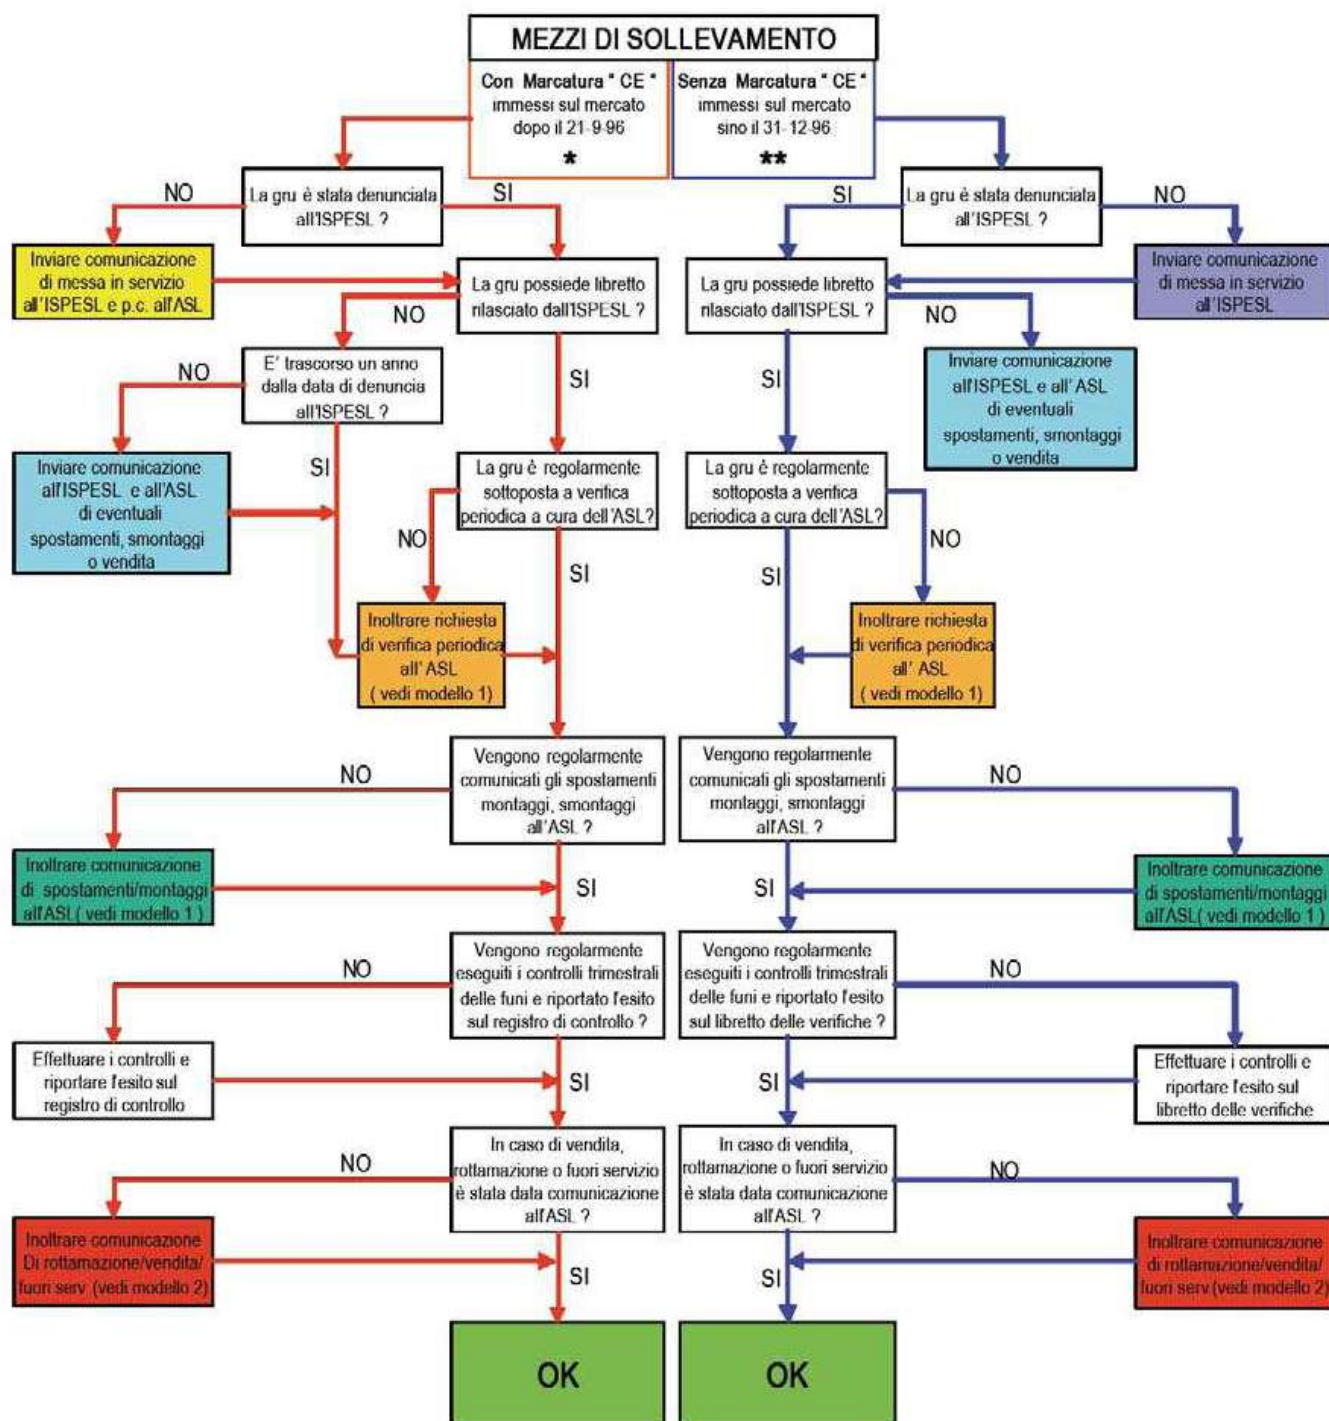 MEZZI DI SOLLEVAMENTO
Con Marcatura " CE "
immessi sul mercato
dopo il 21-9-96
*
Senza Marcatura " CE "
immessi sul mercato
sino il 31-12-96
**
NO
La gru è stata denunciata
all'ISPESL ?
SI
SI
La gru è stata denunciata
all'ISPESL ?
NO
Inviare comunicazione
di messa in servizio
all'ISPESL e p.c. all'ASL
La gru possiede libretto
rilasciato dall'ISPESL ?
La gru possiede libretto
rilasciato dall'ISPESL ?
Inviare comunicazione
di messa in servizio
all'ISPESL
NO
NO
NO
E' trascorso un anno
dalla data di denuncia
all'ISPESL ?
SI
SI
Inviare comunicazione
all'ISPESL e all' ASL
di eventuali
spostamenti, smontaggi
o vendita
Inviare comunicazione
all'ISPESL e all'ASL
di eventuali
spostamenti, smontaggi
o vendita
SI
La gru è regolarmente
sottoposta a verifica
periodica a cura dell'ASL?
La gru è regolarmente
sottoposta a verifica
periodica a cura dell'ASL?
NO
SI
SI
NO
Inoltrare richiesta
di verifica periodica
all' ASL
( vedi modello 1)
Inoltrare richiesta
di verifica periodica
all' ASL
( vedi modello 1)
NO
Vengono regolarmente
comunicati gli spostamenti
montaggi, smontaggi
all'ASL ?
Vengono regolarmente
comunicati gli spostamenti
montaggi, smontaggi
all'ASL ?
NO
Inoltrare comunicazione
di spostamenti/montaggi
all'ASL( vedi modello 1 )
SI
SI
Inoltrare comunicazione
di spostamenti/montaggi
all'ASL( vedi modello 1 )
NO
Vengono regolarmente
eseguiti i controlli trimestrali
delle funi e riportato l'esito
sul registro di controllo ?
Vengono regolarmente
eseguiti i controlli trimestrali
delle funi e riportato l'esito
sul libretto delle verifiche ?
NO
Effettuare i controlli e
riportare l'esito sul
registro di controllo
SI
SI
Effettuare i controlli e
riportare l'esito sul
libretto delle verifiche
NO
In caso di vendita,
rottamazione o fuori servizio
è stata data comunicazione
all'ASL ?
In caso di vendita,
rottamazione o fuori servizio
è stata data comunicazione
all'ASL ?
NO
Inoltrare comunicazione
Di rottamazione/vendita/
fuori serv (vedi modello 2)
SI
SI
Inoltrare comunicazione
di rottamazione/vendita/
fuori serv (vedi modello 2)
OK
OK